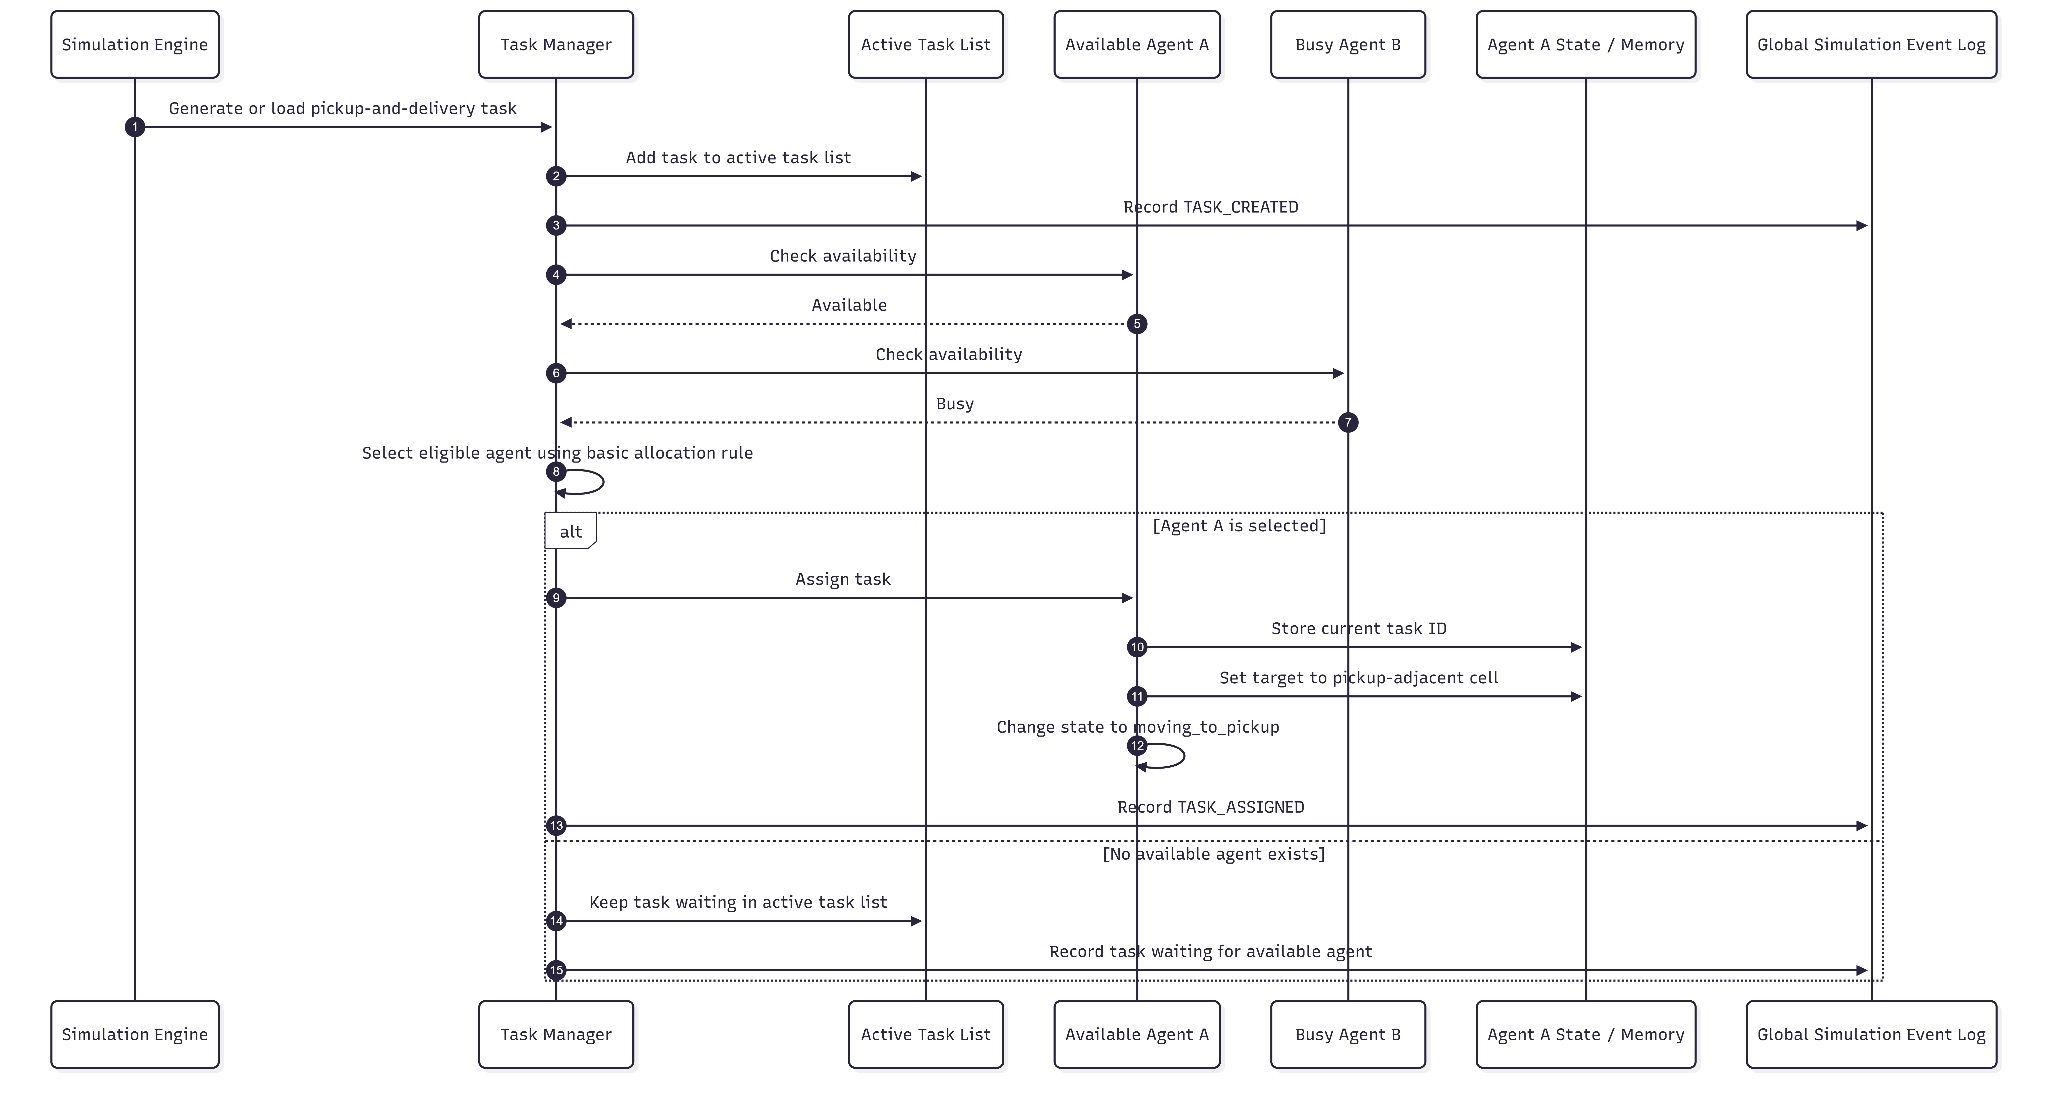 Simulation Engine
Task Manager
Active Task List
Available Agent A
Busy Agent B
Agent A State / Memory
Global Simulation Event Log
Generate or load pickup-and-delivery task
1
Add task to active task list
2
Record TASK_CREATED
3
Check availability
4
Available
5
Check availability
6
Busy
7
Select eligible agent using basic allocation rule
8
alt
[Agent A is selected]
Assign task
9
Store current task ID
10
Set target to pickup-adjacent cell
11
Change state to moving_to_pickup
12
Record TASK_ASSIGNED
13
[No available agent exists]
Keep task waiting in active task list
14
Record task waiting for available agent
15
Simulation Engine
Task Manager
Active Task List
Available Agent A
Busy Agent B
Agent A State / Memory
Global Simulation Event Log